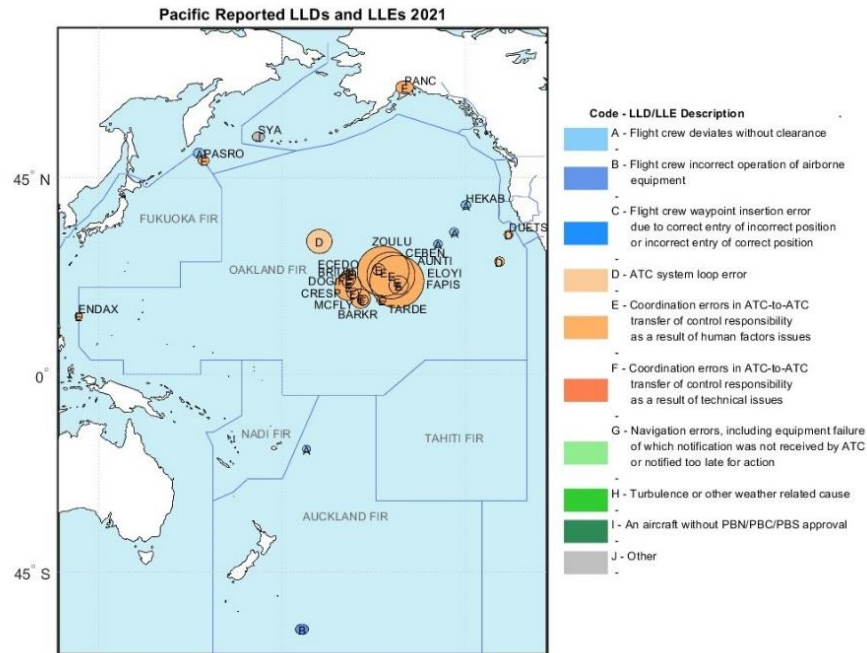 Pacific Reported LLDs and LLEs 2021
PANC
E
SYA
APASRO
E
45° N
HEKAB
A
FUKUOKA FIR
A
DUETS
D
ZOULU
A
CEBEN
D
ECEDO
AUNTI
OAKLAND FIR
ELOYI
DOGIF
FAPIS
CRESP
MCFLY
TARDE
BARKR
ENDAX
E
0°
NADI FIR
TAHITI FIR
A
AUCKLAND FIR
45° S
B
Code - LLD/LLE Description
.
A - Flight crew deviates without clearance
-
B - Flight crew incorrect operation of airborne
equipment
-
C - Flight crew waypoint insertion error
due to correct entry of incorrect position
or incorrect entry of correct position
-
D - ATC system loop error
-
E - Coordination errors in ATC-to-ATC
transfer of control responsibility
as a result of human factors issues
-
F - Coordination errors in ATC-to-ATC
transfer of control responsibility
as a result of technical issues
-
G - Navigation errors, including equipment failure
of which notification was not received by ATC
or notified too late for action
-
H - Turbulence or other weather related cause
-
I - An aircraft without PBN/PBC/PBS approval
-
J - Other
-